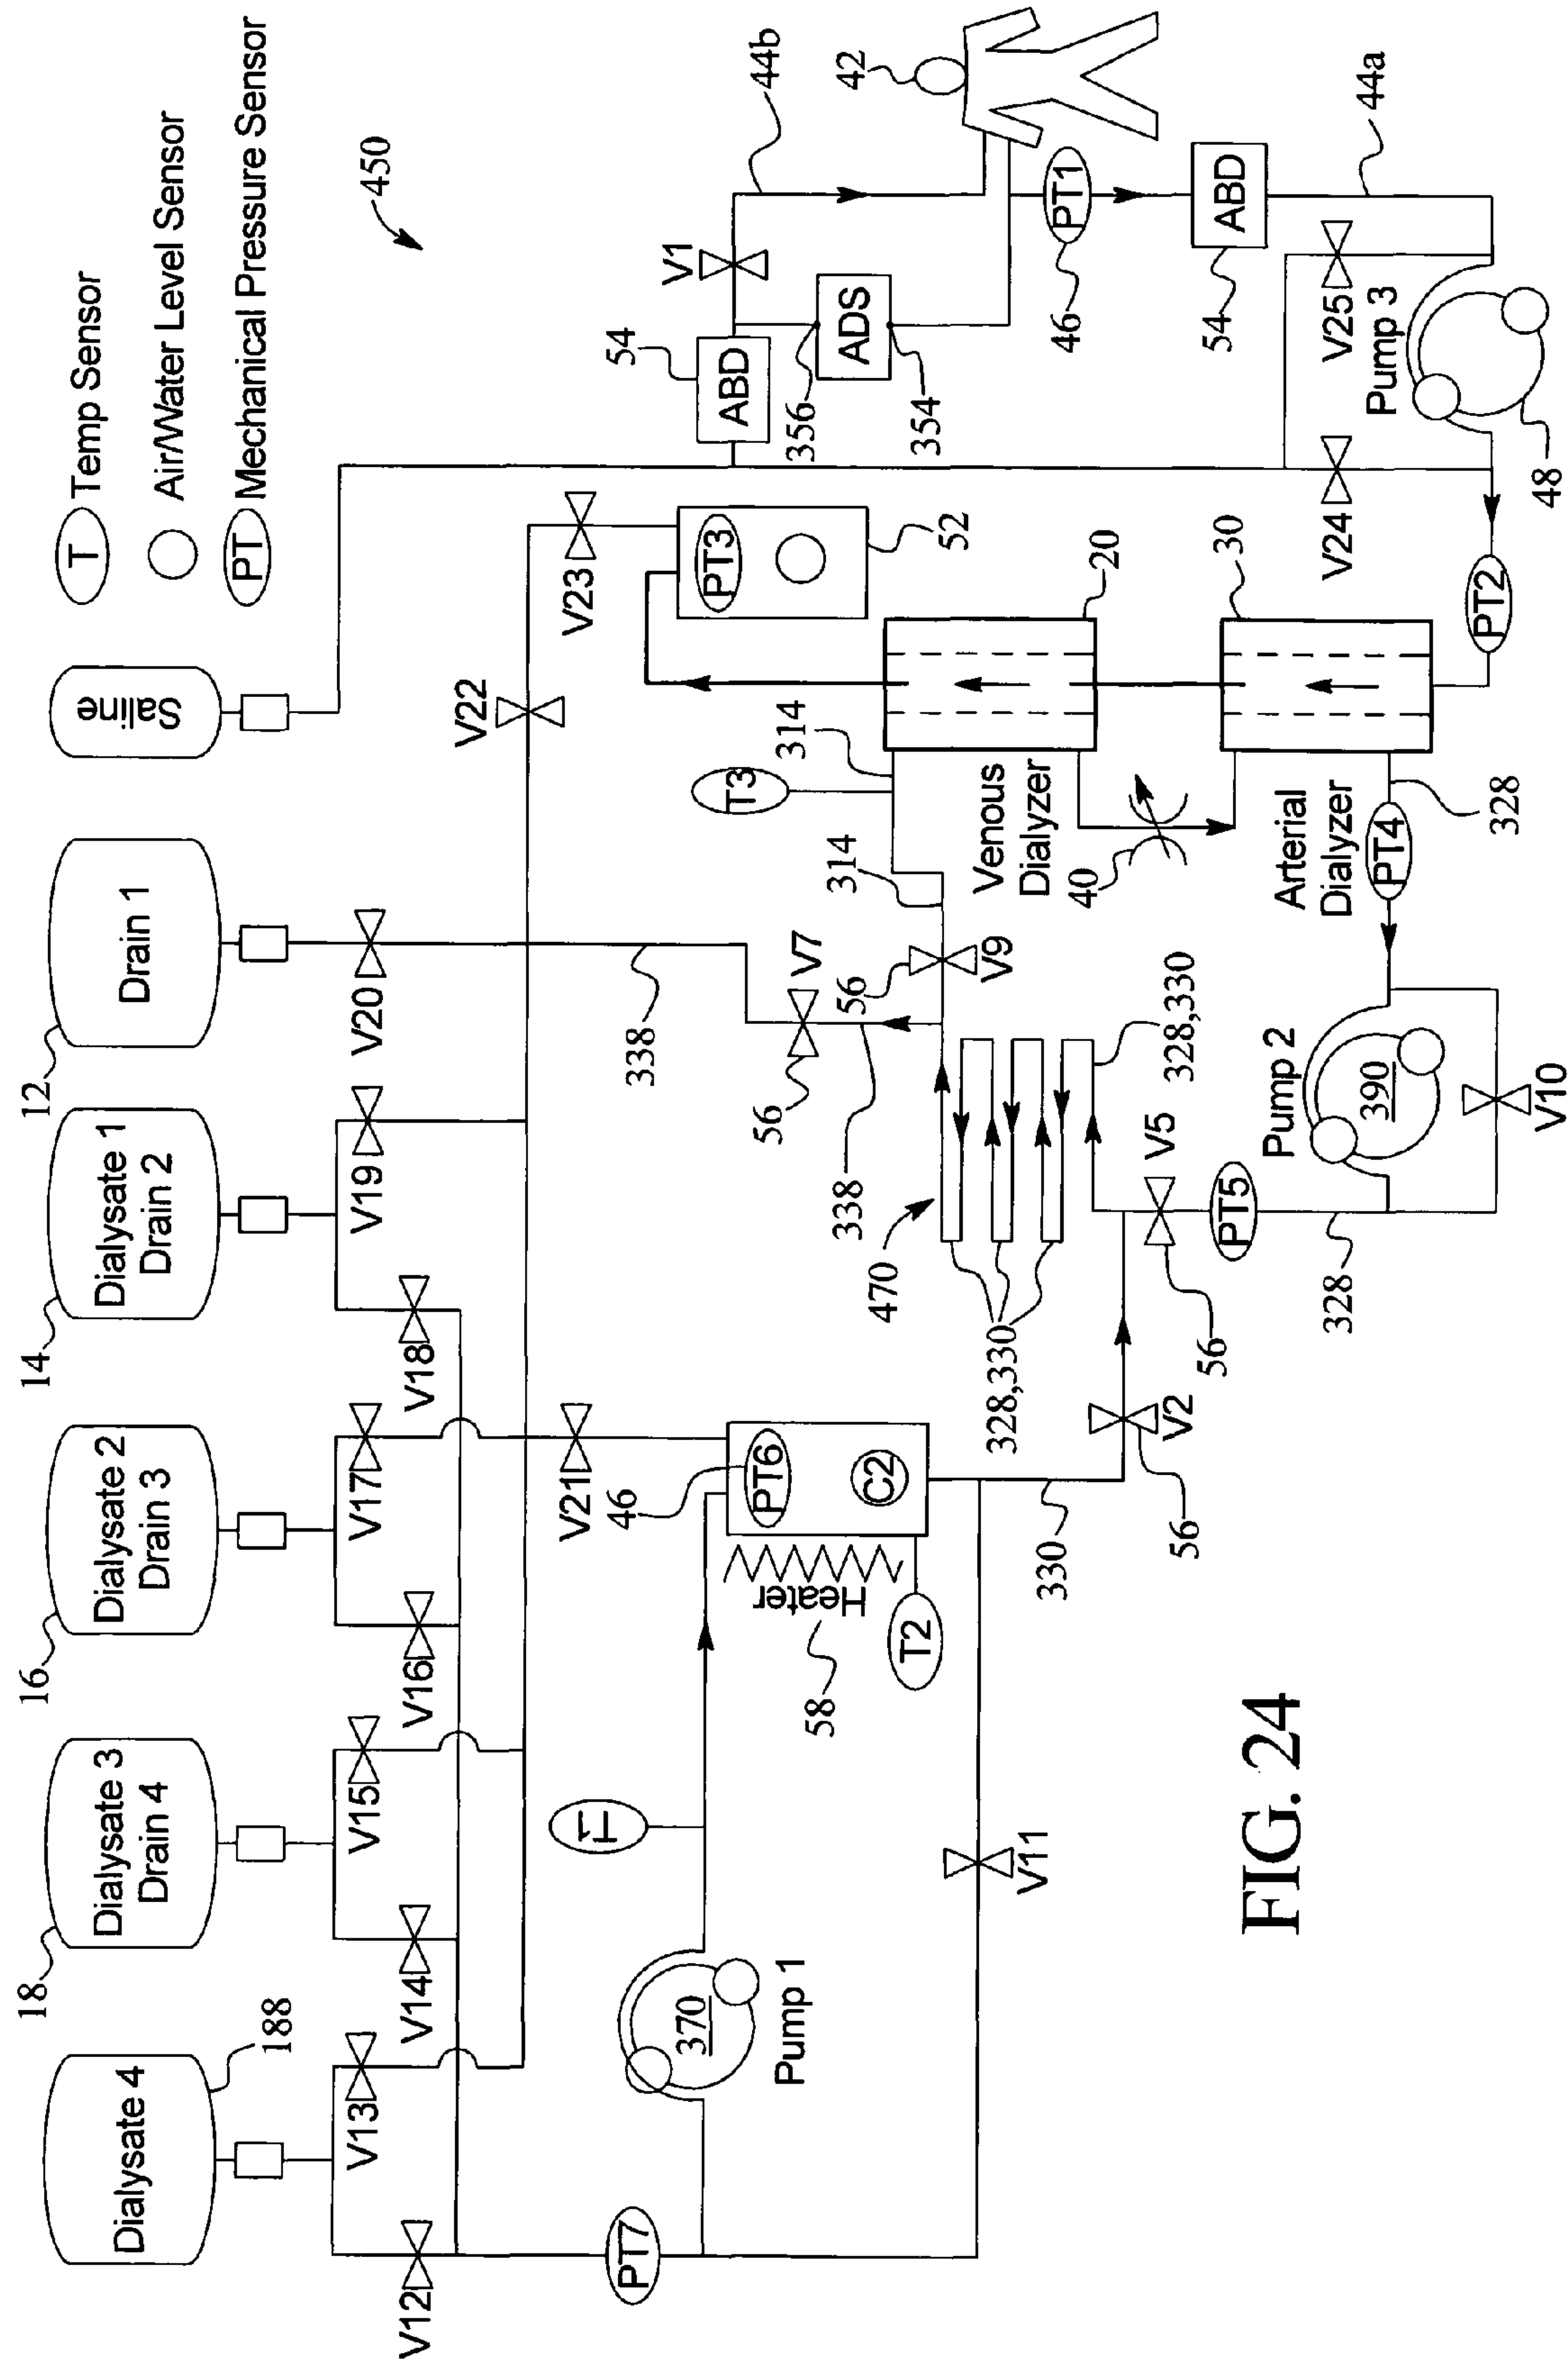 T Temp Sensor
Air/Water Level Sensor
PT Mechanical Pressure Sensor
450
Saline
Drain 1
12
Dialysate 1
Drain 2
14
Dialysate 2
Drain 3
16
Dialysate 3
Drain 4
18
Dialysate 4
188
V12
V13
V14
V15
V16
V17
V18
V19
V20
V21
V22
V23
PT7
370
Pump 1
T1
Heater
58
46
PT6
C2
T2
V11
330
V2
56
328,330
470
338
338
V7
56
56
V9
314
314
T3
328,330
V5
56
PT5
328
Pump 2
390
V10
PT4
328
Arterial
Dialyzer
Venous
Dialyzer
40
20
30
PT3
52
PT2
V24
V25
Pump 3
48
54
ABD
356
ADS
354
V1
44b
42
PT1
46
ABD
54
44a
FIG. 24